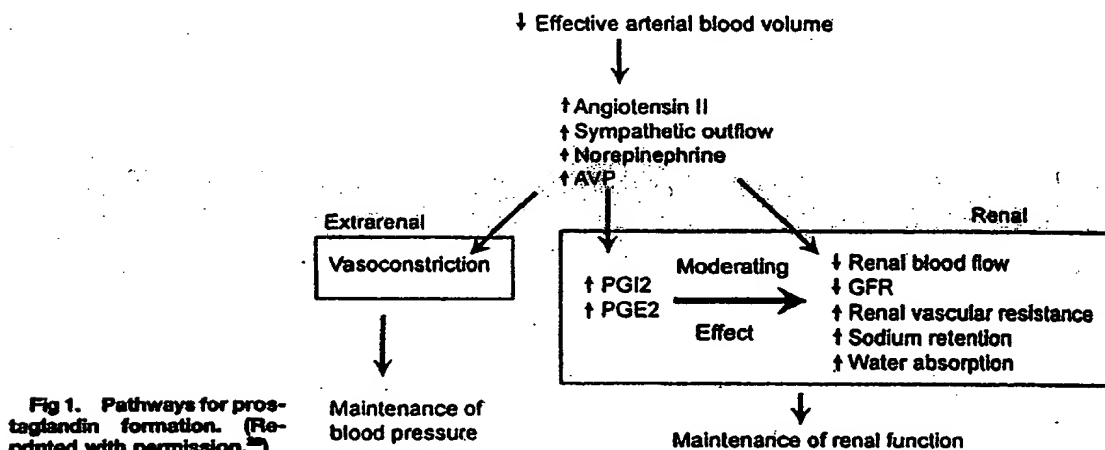 ↓ Effective arterial blood volume
↑ Angiotensin II
↑ Sympathetic outflow
↑ Norepinephrine
↑ AVP
Extrarenal
Renal
Vasoconstriction
↑ PGI2
↑ PGE2
Moderating
Effect
↓ Renal blood flow
↓ GFR
↑ Renal vascular resistance
↑ Sodium retention
↑ Water absorption
Maintenance of
blood pressure
Maintenance of renal function
Fig 1. Pathways for pros-
taglandin formation. (Re-
printed with permission.